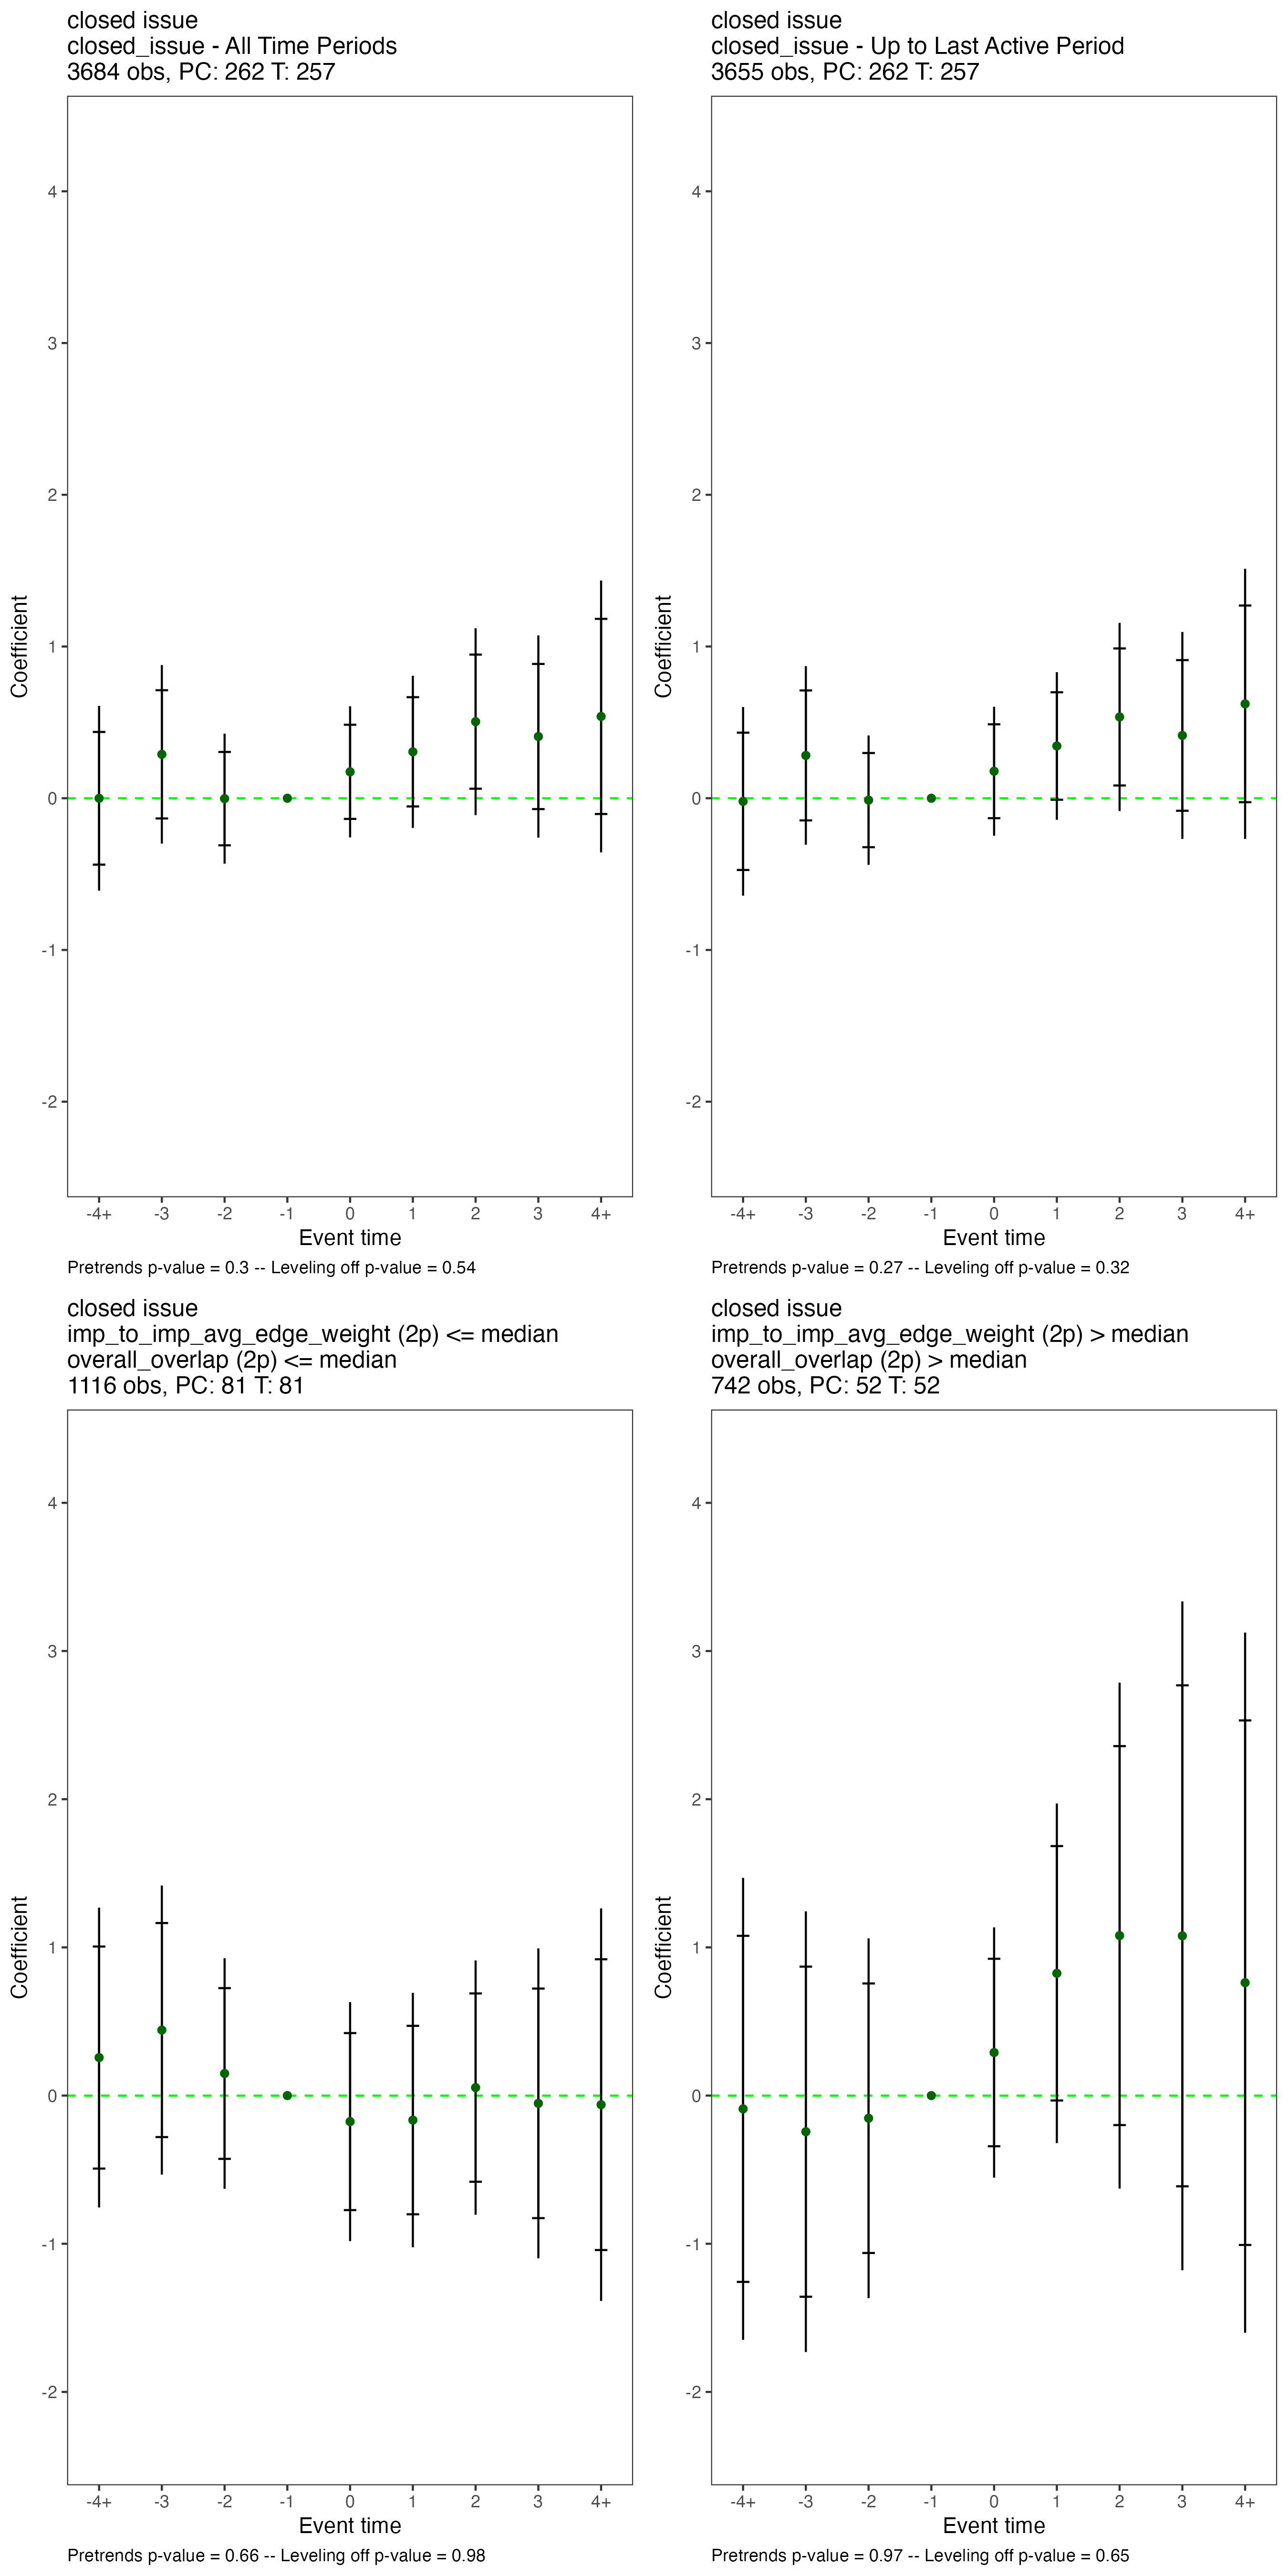 closed issue
closed_issue - All Time Periods
3684 obs, PC: 262 T: 257
4
3
2
1
0
-1
-2
Coefficient
-4+ -3 -2 -1 0 1 2 3 4+
Event time
Pretrends p-value = 0.3 -- Leveling off p-value = 0.54
closed issue
closed_issue - Up to Last Active Period
3655 obs, PC: 262 T: 257
4
3
2
1
0
-1
-2
Coefficient
-4+ -3 -2 -1 0 1 2 3 4+
Event time
Pretrends p-value = 0.27 -- Leveling off p-value = 0.32
closed issue
imp_to_imp_avg_edge_weight (2p) <= median
overall_overlap (2p) <= median
1116 obs, PC: 81 T: 81
4
3
2
1
0
-1
-2
Coefficient
-4+ -3 -2 -1 0 1 2 3 4+
Event time
Pretrends p-value = 0.66 -- Leveling off p-value = 0.98
closed issue
imp_to_imp_avg_edge_weight (2p) > median
overall_overlap (2p) > median
742 obs, PC: 52 T: 52
4
3
2
1
0
-1
-2
Coefficient
-4+ -3 -2 -1 0 1 2 3 4+
Event time
Pretrends p-value = 0.97 -- Leveling off p-value = 0.65